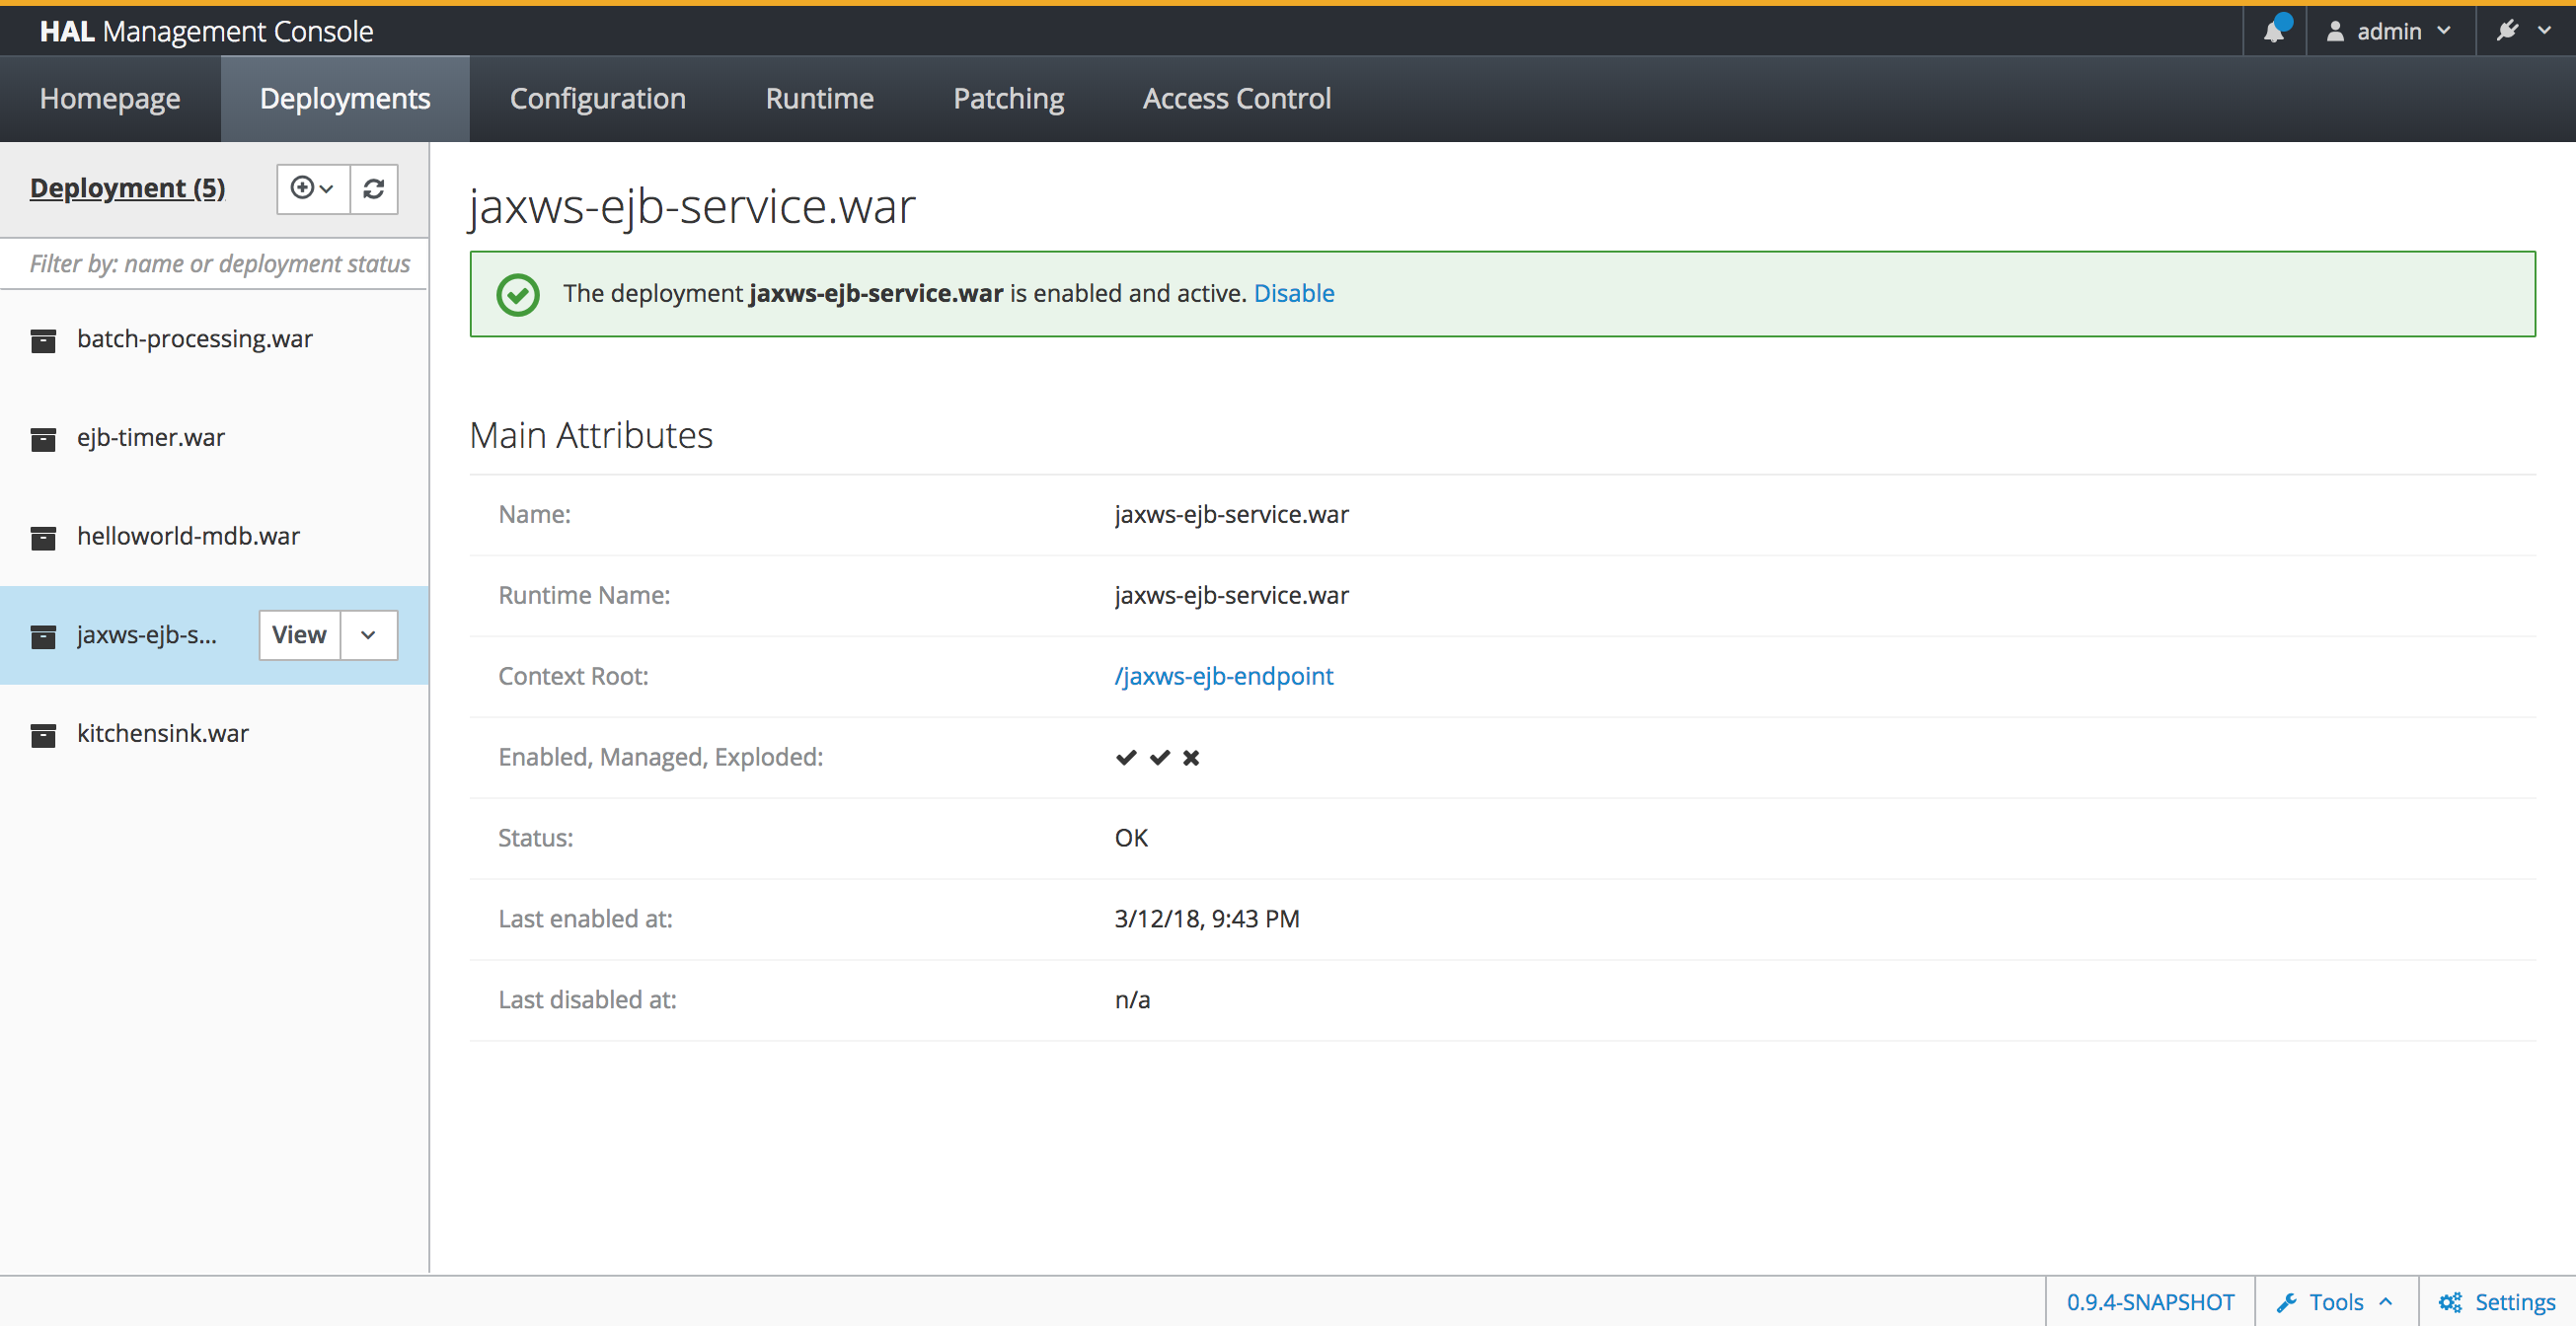 HAL Management Console
admin
Homepage Deployments Configuration Runtime Patching Access Control
Deployment (5)
Filter by: name or deployment status
batch-processing.war
ejb-timer.war
helloworld-mdb.war
jaxws-ejb-s... View
kitchensink.war
jaxws-ejb-service.war
The deployment jaxws-ejb-service.war is enabled and active. Disable
Main Attributes
Name: jaxws-ejb-service.war
Runtime Name: jaxws-ejb-service.war
Context Root: /jaxws-ejb-endpoint
Enabled, Managed, Exploded:
Status: OK
Last enabled at: 3/12/18, 9:43 PM
Last disabled at: n/a
0.9.4-SNAPSHOT Tools Settings